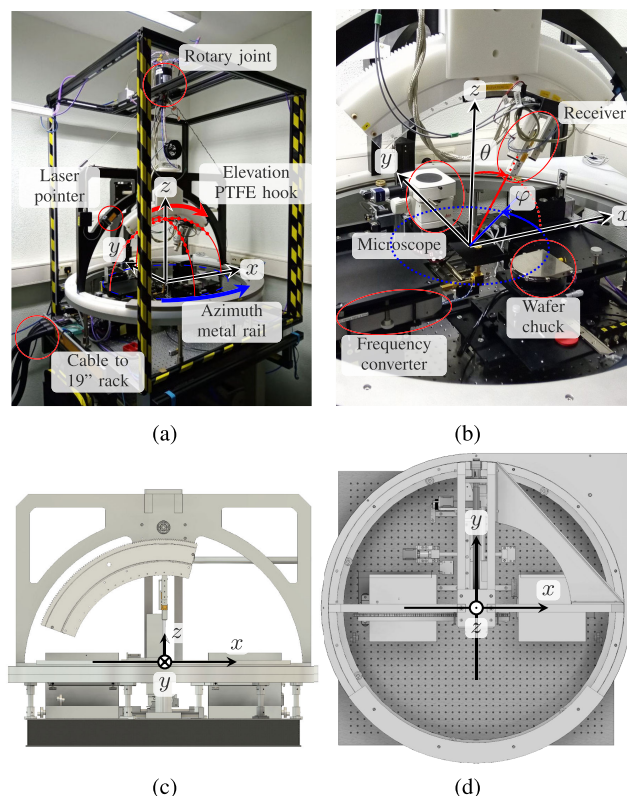 Rotary joint
Laser
pointer
Elevation
PTFE hook
z
y
x
Azimuth
metal rail
Cable to
19" rack
(a)
z
Receiver
y
θ
φ
x
Microscope
Wafer
chuck
Frequency
converter
(b)
z
x
y
(c)
y
x
z
(d)